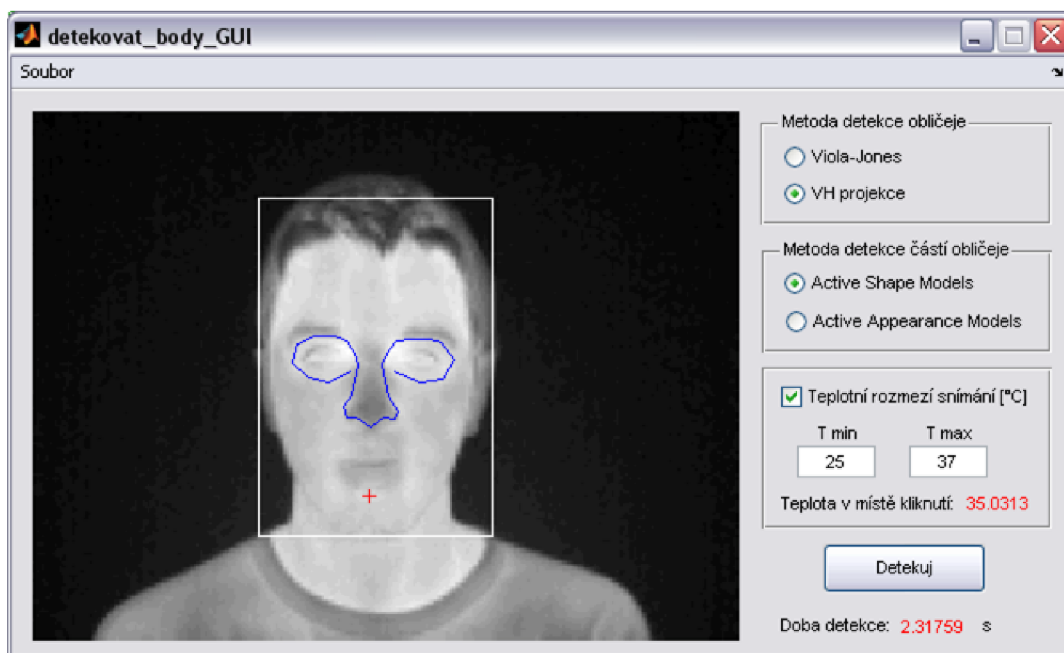 detekovat_body_GUI
Soubor
Metoda detekce obličeje
Viola-Jones
VH projekce
Metoda detekce částí obličeje
Active Shape Models
Active Appearance Models
Teplotní rozmezí snímání [°C]
T min T max
25 37
Teplota v místě kliknutí: 35.0313
Detekuj
Doba detekce: 2.31759 s